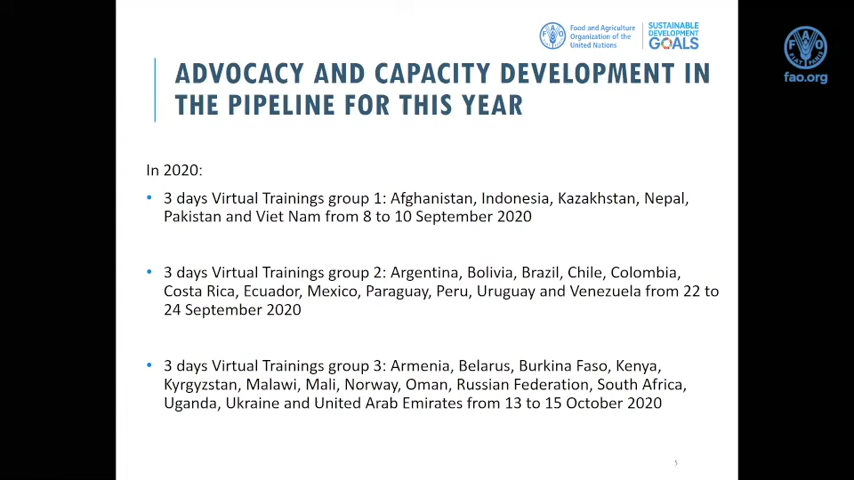 Food and Agriculture
Organization of the
United Nations
SUSTAINABLE
DEVELOPMENT
GOALS
FAO
FIAT PANIS
fao.org
ADVOCACY AND CAPACITY DEVELOPMENT IN
THE PIPELINE FOR THIS YEAR
In 2020:
• 3 days Virtual Trainings group 1: Afghanistan, Indonesia, Kazakhstan, Nepal,
Pakistan and Viet Nam from 8 to 10 September 2020
• 3 days Virtual Trainings group 2: Argentina, Bolivia, Brazil, Chile, Colombia,
Costa Rica, Ecuador, Mexico, Paraguay, Peru, Uruguay and Venezuela from 22 to
24 September 2020
• 3 days Virtual Trainings group 3: Armenia, Belarus, Burkina Faso, Kenya,
Kyrgyzstan, Malawi, Mali, Norway, Oman, Russian Federation, South Africa,
Uganda, Ukraine and United Arab Emirates from 13 to 15 October 2020
5